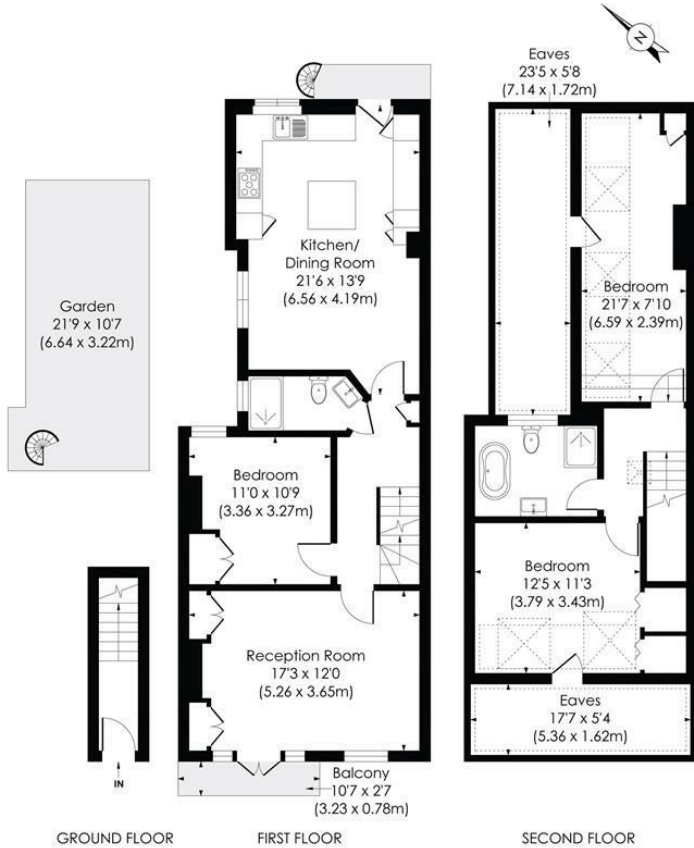 N
Eaves
23'5 x 5'8
(7.14 x 1.72m)
Kitchen/
Dining Room
21'6 x 13'9
(6.56 x 4.19m)
Garden
21'9 x 10'7
(6.64 x 3.22m)
Bedroom
21'7 x 7'10
(6.59 x 2.39m)
Bedroom
11'0 x 10'9
(3.36 x 3.27m)
Bedroom
12'5 x 11'3
(3.79 x 3.43m)
Reception Room
17'3 x 12'0
(5.26 x 3.65m)
Eaves
17'7 x 5'4
(5.36 x 1.62m)
IN
Balcony
10'7 x 2'7
(3.23 x 0.78m)
GROUND FLOOR
FIRST FLOOR
SECOND FLOOR